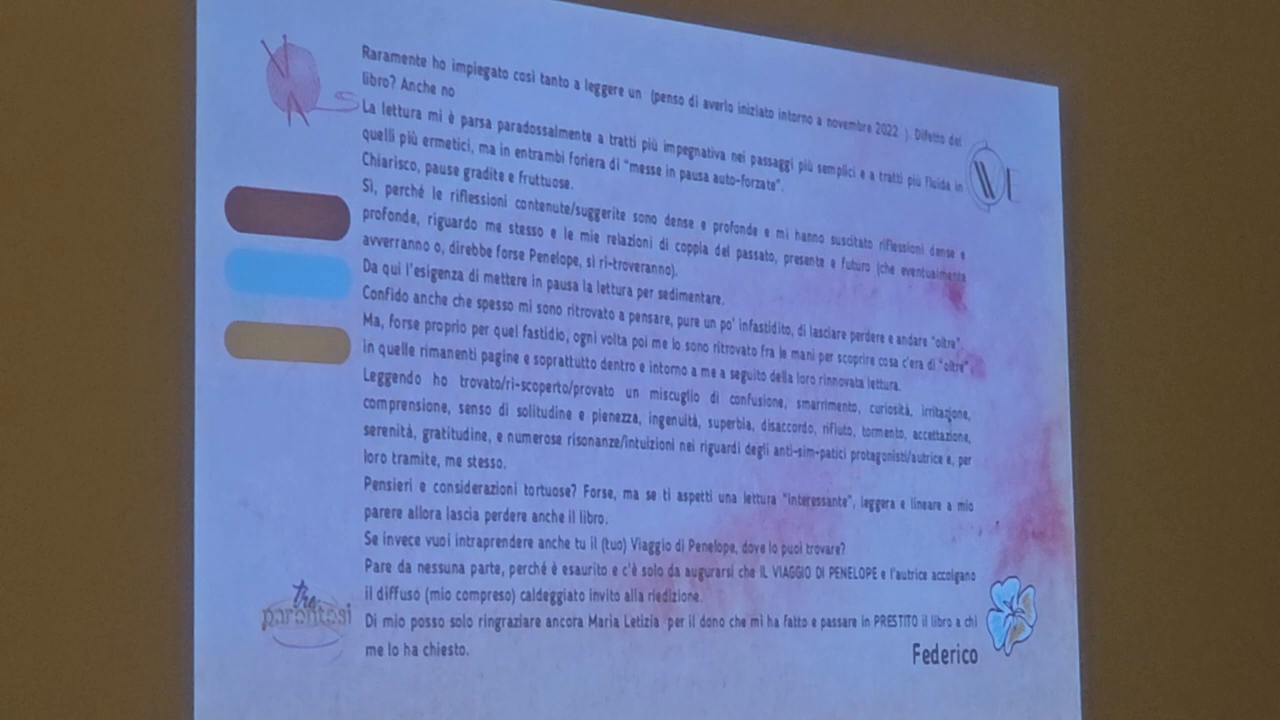 Raramente ho impiegato così tanto a leggere un (penso di averlo iniziato intorno a novembre 2022 ). Difetto del
libro? Anche no
La lettura mi è parsa paradossalmente a tratti più impegnativa nei passaggi più semplici e a tratti più fluida in
quelli più ermetici, ma in entrambi foriera di "messe in pausa auto-forzate".
Chiarisco, pause gradite e fruttuose.
Sì, perché le riflessioni contenute/suggerite sono dense e profonde e mi hanno suscitato riflessioni dense e
profonde, riguardo me stesso e le mie relazioni di coppia del passato, presente e futuro (che eventualmente
avverranno o, direbbe forse Penelope, si ri-troveranno).
Da qui l'esigenza di mettere in pausa la lettura per sedimentare.
Confido anche che spesso mi sono ritrovato a pensare, pure un po' infastidito, di lasciare perdere e andare "oltre".
Ma, forse proprio per quel fastidio, ogni volta poi me lo sono ritrovato fra le mani per scoprire cosa c'era di "oltre"
in quelle rimanenti pagine e soprattutto dentro e intorno a me a seguito della loro rinnovata lettura.
Leggendo ho trovato/ri-scoperto/provato un miscuglio di confusione, smarrimento, curiosità, irritazione,
comprensione, senso di solitudine e pienezza, ingenuità, superbia, disaccordo, rifiuto, tormento, accettazione,
serenità, gratitudine, e numerose risonanze/intuizioni nei riguardi degli anti-sim-patici protagonisti/autrice e, per
loro tramite, me stesso.
Pensieri e considerazioni tortuose? Forse, ma se ti aspetti una lettura "interessante", leggera e lineare a mio
parere allora lascia perdere anche il libro.
Se invece vuoi intraprendere anche tu il (tuo) Viaggio di Penelope, dove lo puoi trovare?
Pare da nessuna parte, perché è esaurito e c'è solo da augurarsi che IL VIAGGIO DI PENELOPE e l'autrice accolgano
il diffuso (mio compreso) caldeggiato invito alla riedizione.
Di mio posso solo ringraziare ancora Maria Letizia per il dono che mi ha fatto e passare in PRESTITO il libro a chi
me lo ha chiesto.
Federico
tra
parentesi